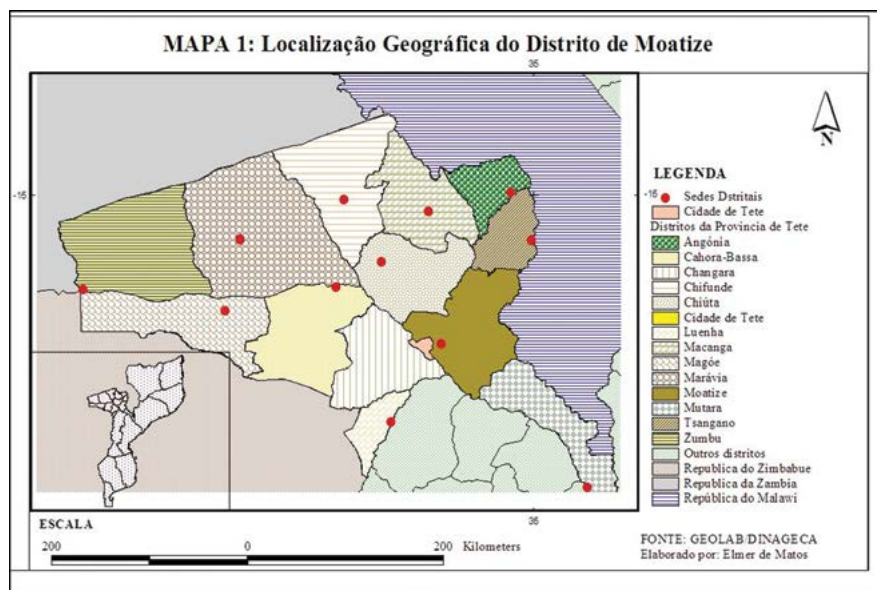 MAPA 1: Localização Geográfica do Distrito de Moatize
35
-15
-15
N
LEGENDA
Sedes Dstritais
Cidade de Tete
Distritos da Provincia de Tete
Angónia
Cahora-Bassa
Changara
Chifunde
Chiúta
Cidade de Tete
Luenha
Macanga
Magóe
Marávia
Moatize
Mutara
Tsangano
Zumbu
Outros distritos
Republica do Zimbabue
Republica da Zambia
República do Malawi
35
ESCALA
200 0 200 Kilometers
FONTE: GEOLAB/DINAGECA
Elaborado por: Elmer de Matos